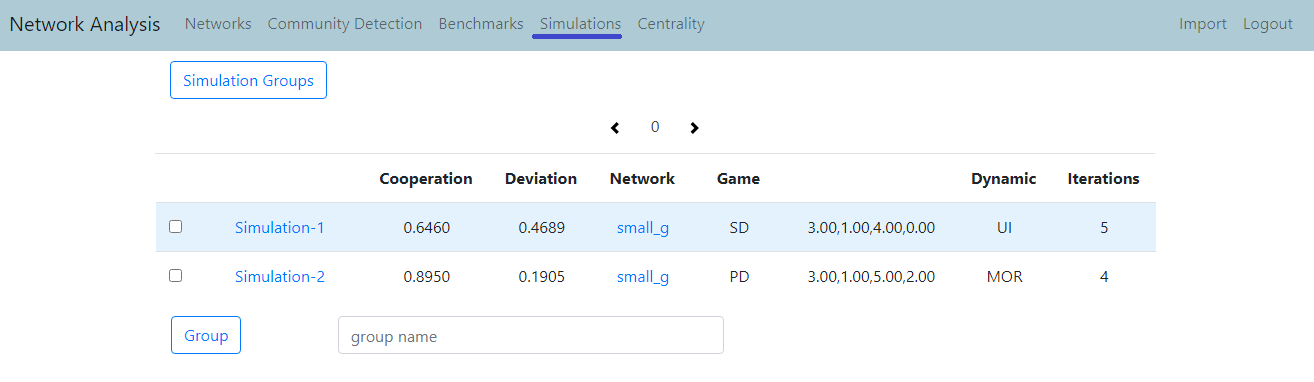 Network Analysis Networks Community Detection Benchmarks Simulations Centrality Import Logout
Simulation Groups
0
Cooperation Deviation Network Game Dynamic Iterations
Simulation-1 0.6460 0.4689 small_g SD 3.00,1.00,4.00,0.00 UI 5
Simulation-2 0.8950 0.1905 small_g PD 3.00,1.00,5.00,2.00 MOR 4
Group group name